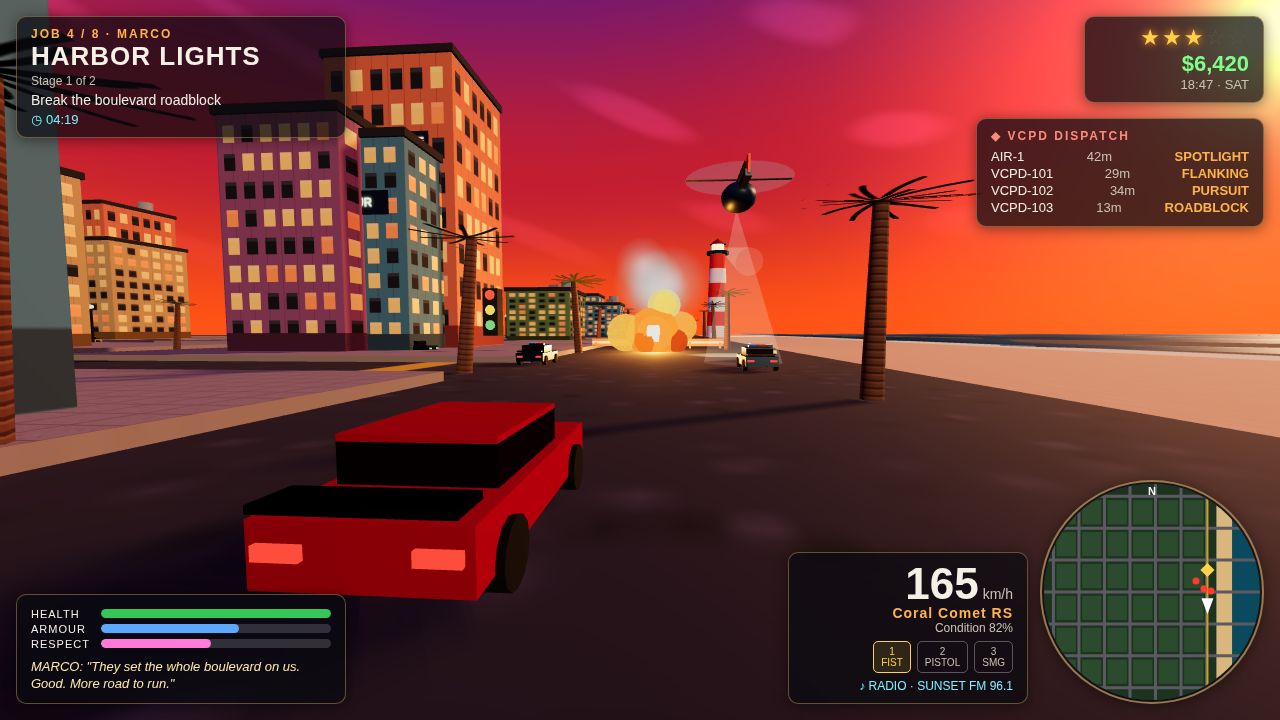 JOB 4 / 8 · MARCO
HARBOR LIGHTS
Stage 1 of 2
Break the boulevard roadblock
◷ 04:19
★★★☆☆
$6,420
18:47 · SAT
◆ VCPD DISPATCH
AIR-1 42m SPOTLIGHT
VCPD-101 29m FLANKING
VCPD-102 34m PURSUIT
VCPD-103 13m ROADBLOCK
HEALTH
ARMOUR
RESPECT
MARCO: "They set the whole boulevard on us.
Good. More road to run."
165 km/h
Coral Comet RS
Condition 82%
1 2 3
FIST PISTOL SMG
♪ RADIO · SUNSET FM 96.1
N